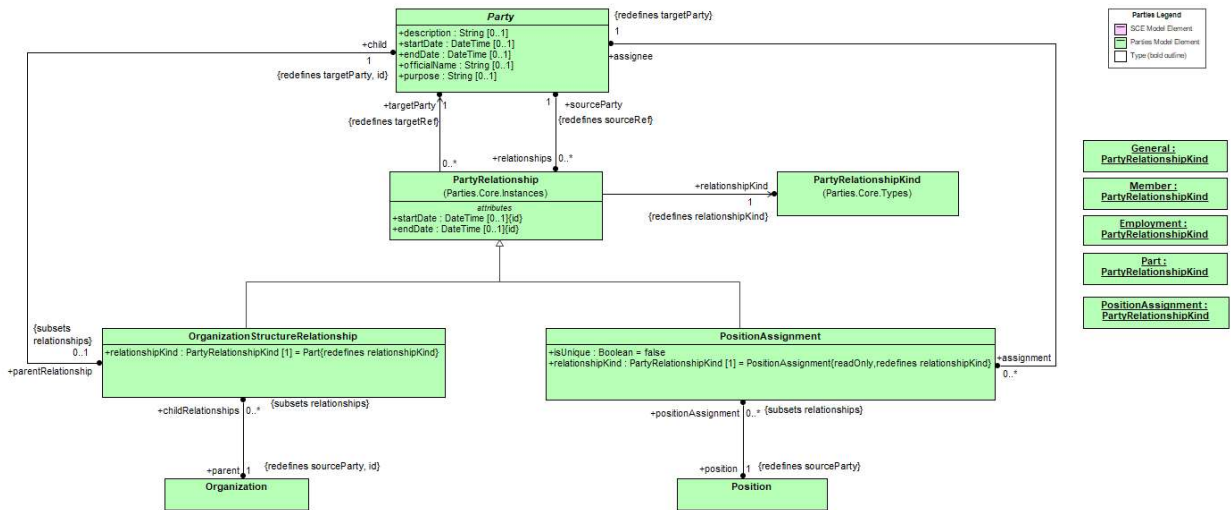 Party
+description : String [0..1]
+startDate : DateTime [0..1]
+endDate : DateTime [0..1]
+officialName : String [0..1]
+purpose : String [0..1]
{redefines targetParty}
1
+assignee
+child
1
{redefines targetParty, id}
+targetParty
1
{redefines targetRef}
1
+sourceParty
{redefines sourceRef}
0..*
+relationships
0..*
Parties Legend
SCE Model Element
Parties Model Element
Type (bold outline)
PartyRelationship
(Parties.Core.Instances)
attributes
+startDate : DateTime [0..1]{id}
+endDate : DateTime [0..1]{id}
+relationshipKind
1
{redefines relationshipKind}
PartyRelationshipKind
(Parties.Core.Types)
General :
PartyRelationshipKind
Member :
PartyRelationshipKind
Employment :
PartyRelationshipKind
Part :
PartyRelationshipKind
PositionAssignment :
PartyRelationshipKind
{subsets
relationships}
0..1
+parentRelationship
OrganizationStructureRelationship
+relationshipKind : PartyRelationshipKind [1] = Part{redefines relationshipKind}
PositionAssignment
+isUnique : Boolean = false
+relationshipKind : PartyRelationshipKind [1] = PositionAssignment{readOnly,redefines relationshipKind}
+assignment
0..*
+childRelationships
0..*
{subsets relationships}
+positionAssignment
0..*
{subsets relationships}
+parent
1
{redefines sourceParty, id}
+position
1
{redefines sourceParty}
Organization
Position